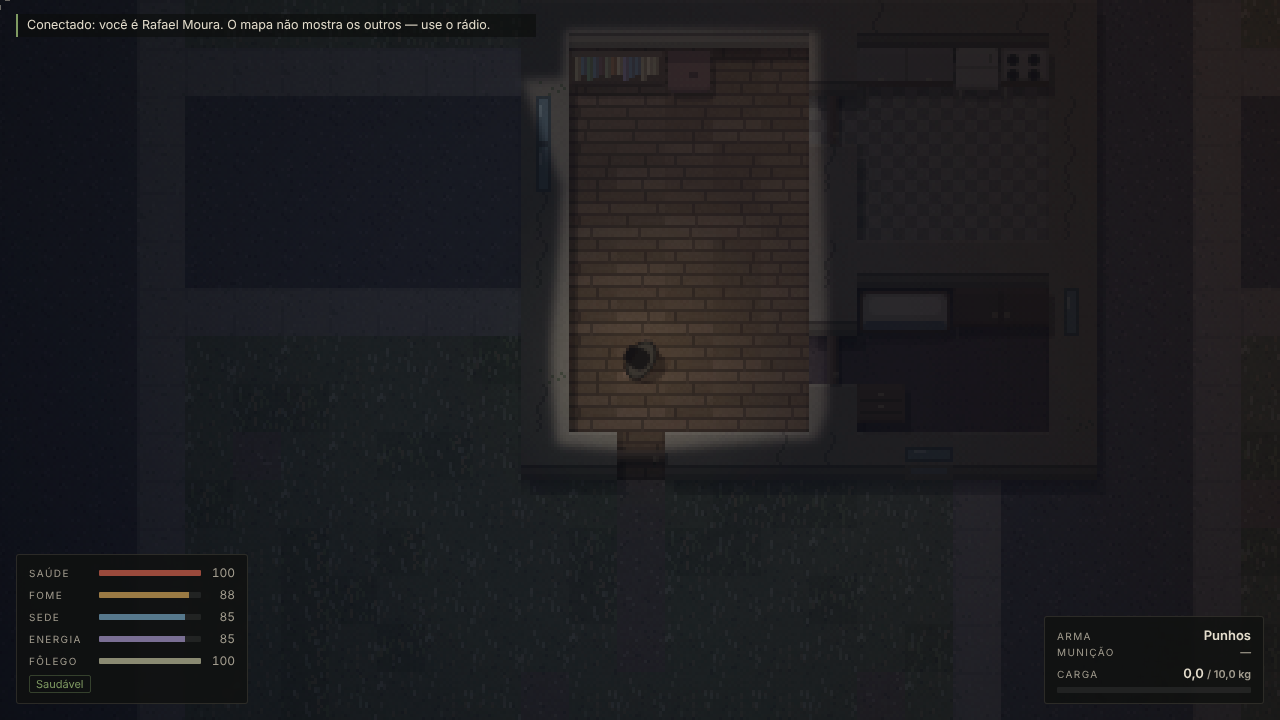 Conectado: você é Rafael Moura. O mapa não mostra os outros — use o rádio.
SAÚDE 100
FOME 88
SEDE 85
ENERGIA 85
FÔLEGO 100
Saudável
ARMA Punhos
MUNIÇÃO —
CARGA 0,0 / 10,0 kg